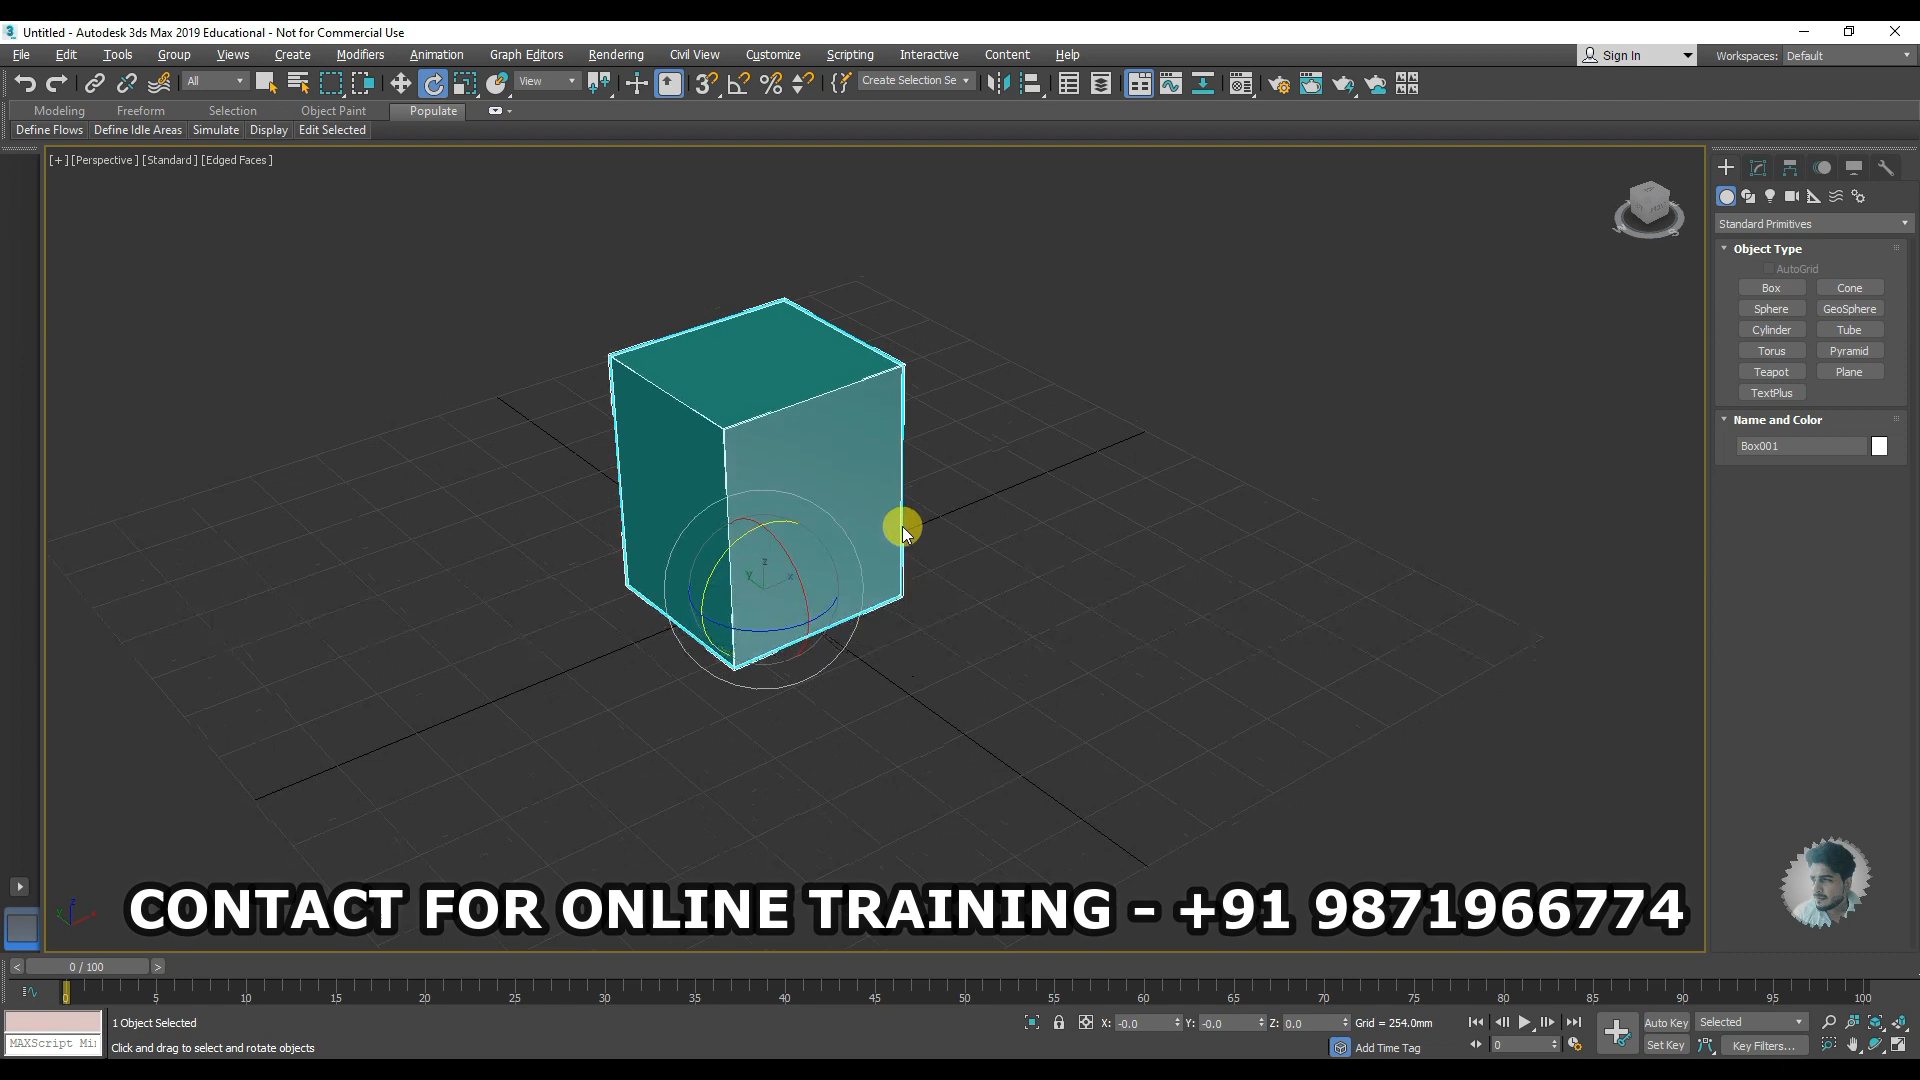 Untitled - Autodesk 3ds Max 2019 Educational - Not for Commercial Use
File Edit Tools Group Views Create Modifiers Animation Graph Editors Rendering Civil View Customize Scripting Interactive Content Help Sign In Workspaces: Default
All View Create Selection Se
Modeling Freeform Selection Object Paint Populate
Define Flows Define Idle Areas Simulate Display Edit Selected
[+] [Perspective] [Standard] [Edged Faces]
Standard Primitives
Object Type
AutoGrid
Box Cone
Sphere GeoSphere
Cylinder Tube
Torus Pyramid
Teapot Plane
TextPlus
Name and Color
Box001
z
y x
CONTACT FOR ONLINE TRAINING - +91 9871966774
< 0 / 100 >
0 5 10 15 20 25 30 35 40 45 50 55 60 65 70 75 80 85 90 95 100
1 Object Selected X: -0.0 Y: -0.0 Z: 0.0 Grid = 254.0mm Auto Key Selected
MAXScript Mi Click and drag to select and rotate objects Add Time Tag 0 Set Key Key Filters...